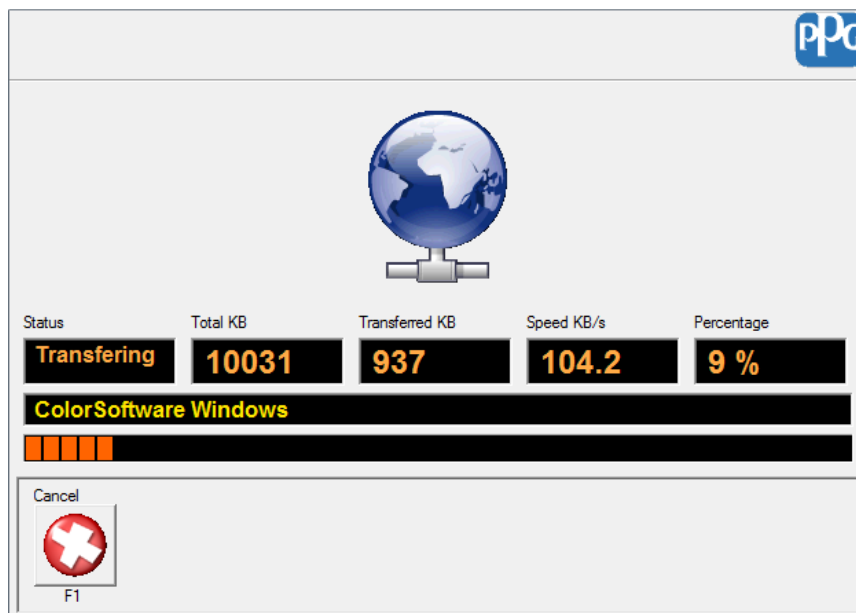 PPG
Status Total KB Transferred KB Speed KB/s Percentage
Transfering 10031 937 104.2 9 %
ColorSoftware Windows
Cancel
F1